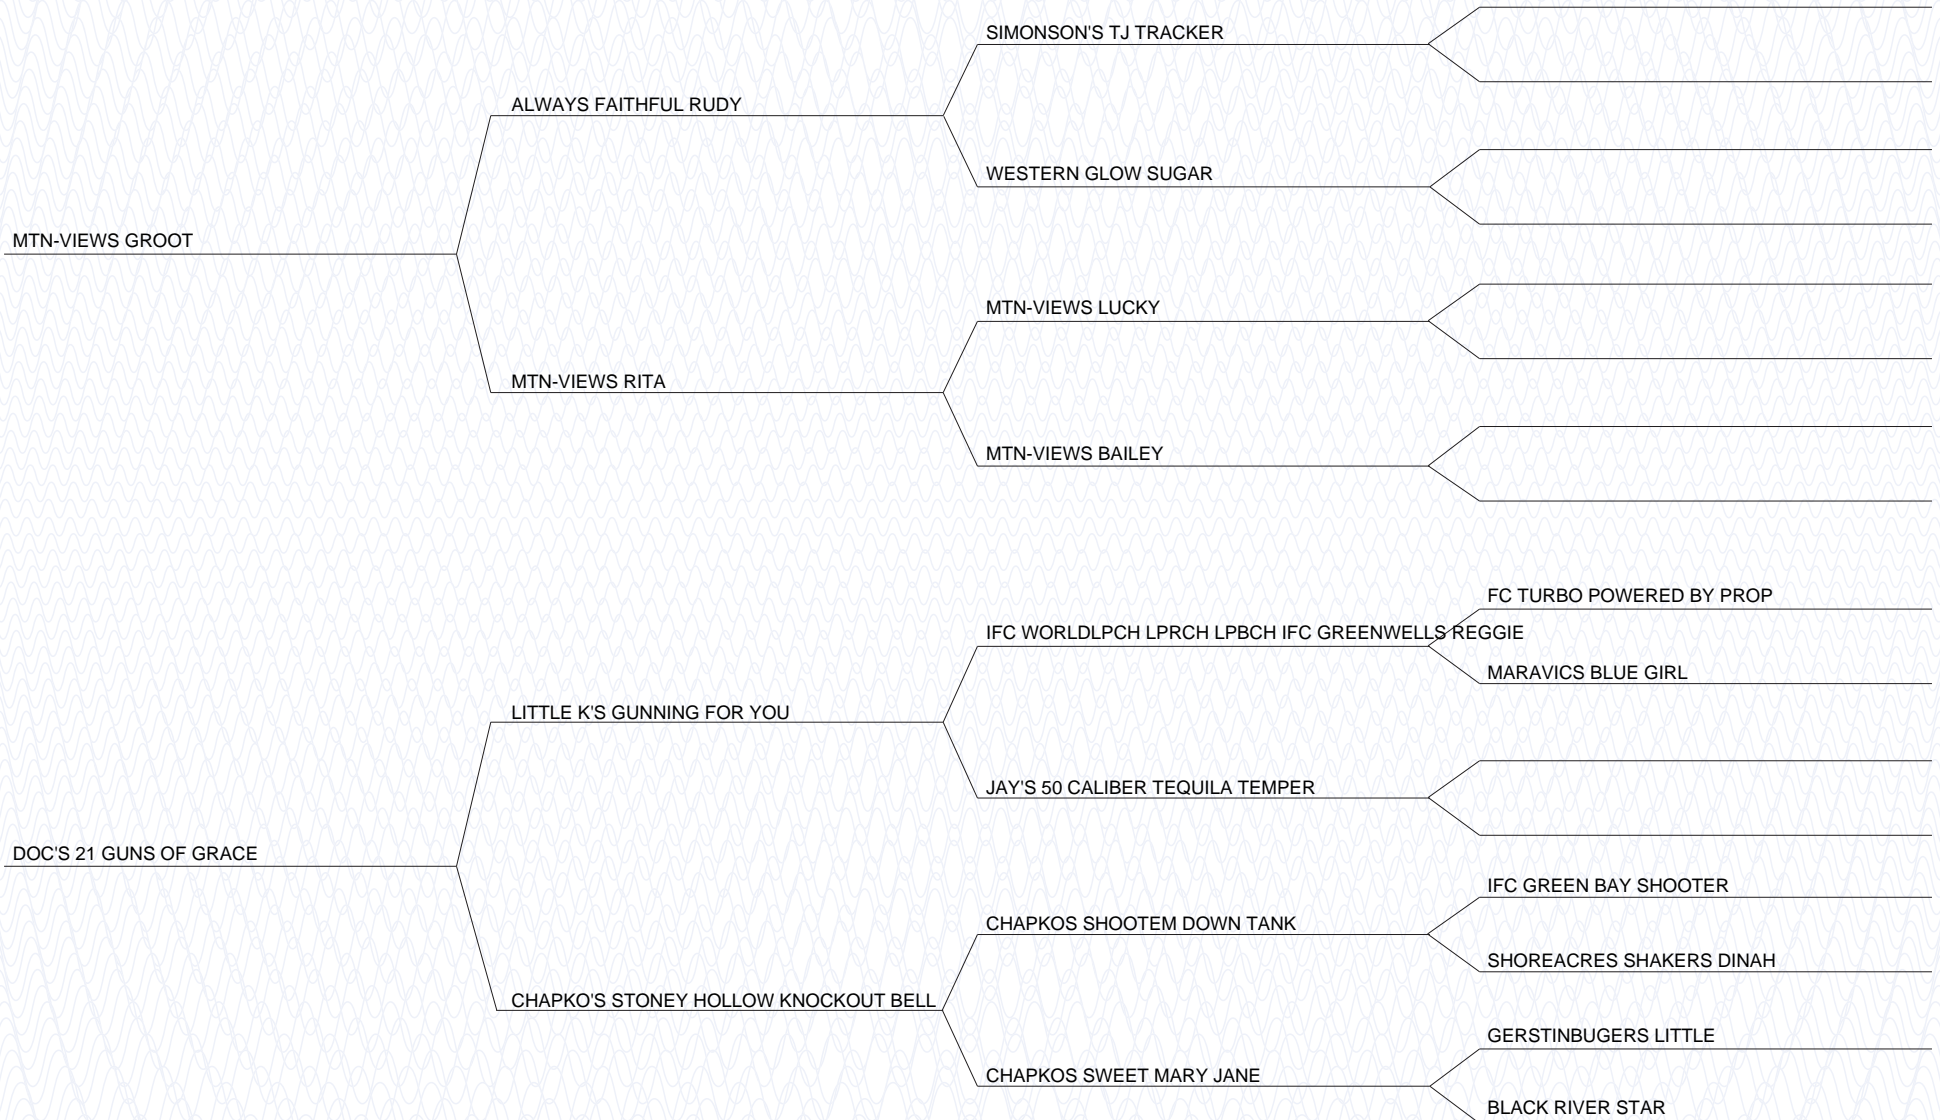 SIMONSON'S TJ TRACKER
ALWAYS FAITHFUL RUDY
WESTERN GLOW SUGAR
MTN-VIEWS GROOT
MTN-VIEWS LUCKY
MTN-VIEWS RITA
MTN-VIEWS BAILEY
FC TURBO POWERED BY PROP
IFC WORLDLPCH LPRCH LPBCH IFC GREENWELLS REGGIE
MARAVICS BLUE GIRL
LITTLE K'S GUNNING FOR YOU
JAY'S 50 CALIBER TEQUILA TEMPER
DOC'S 21 GUNS OF GRACE
IFC GREEN BAY SHOOTER
CHAPKOS SHOOTEM DOWN TANK
SHOREACRES SHAKERS DINAH
CHAPKO'S STONEY HOLLOW KNOCKOUT BELL
GERSTINBUGERS LITTLE
CHAPKOS SWEET MARY JANE
BLACK RIVER STAR